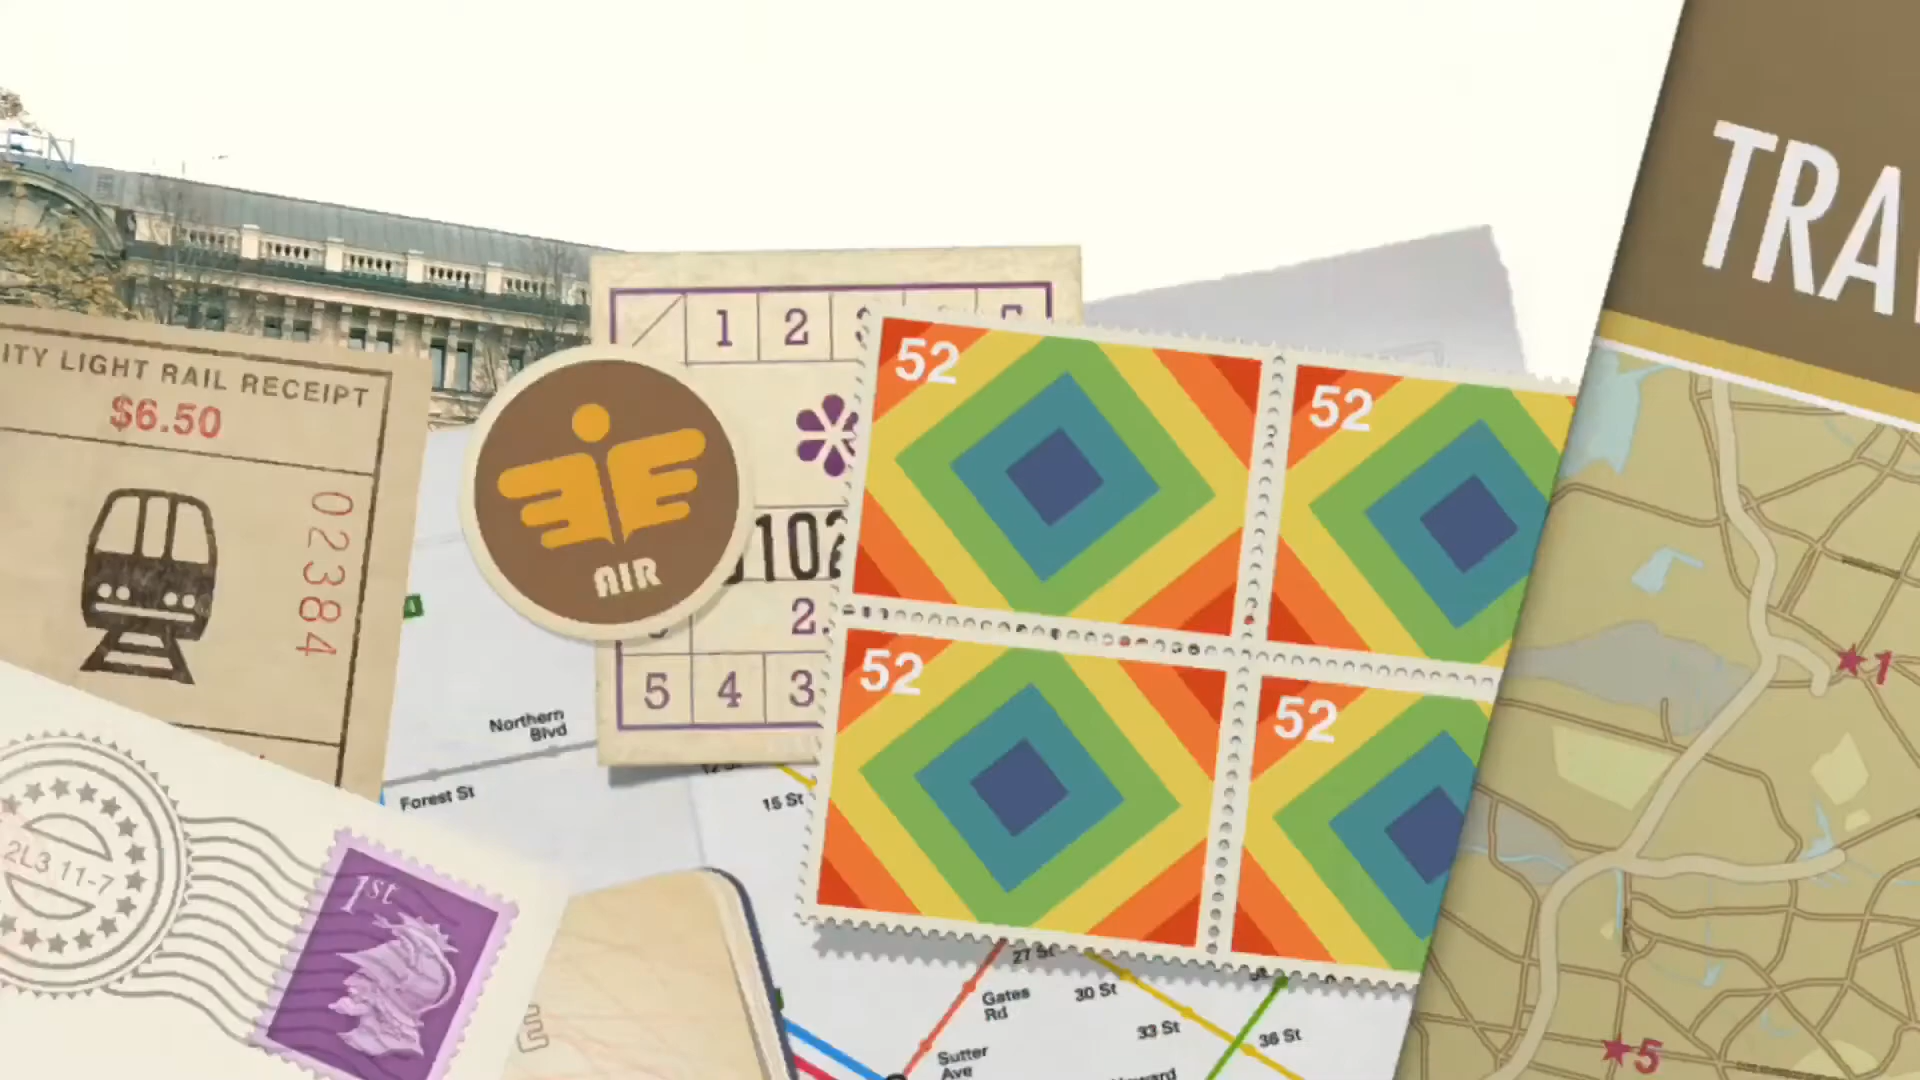 ITY LIGHT RAIL RECEIPT
$6.50
02384
AIR
1 2
102
2
5 4 3
52
52
52
52
TRA
1
5
Northern
Blvd
Forest St
15 St
27 St
Gates
Rd
30 St
33 St
36 St
Sutter
Ave
2L3 11-7
1st